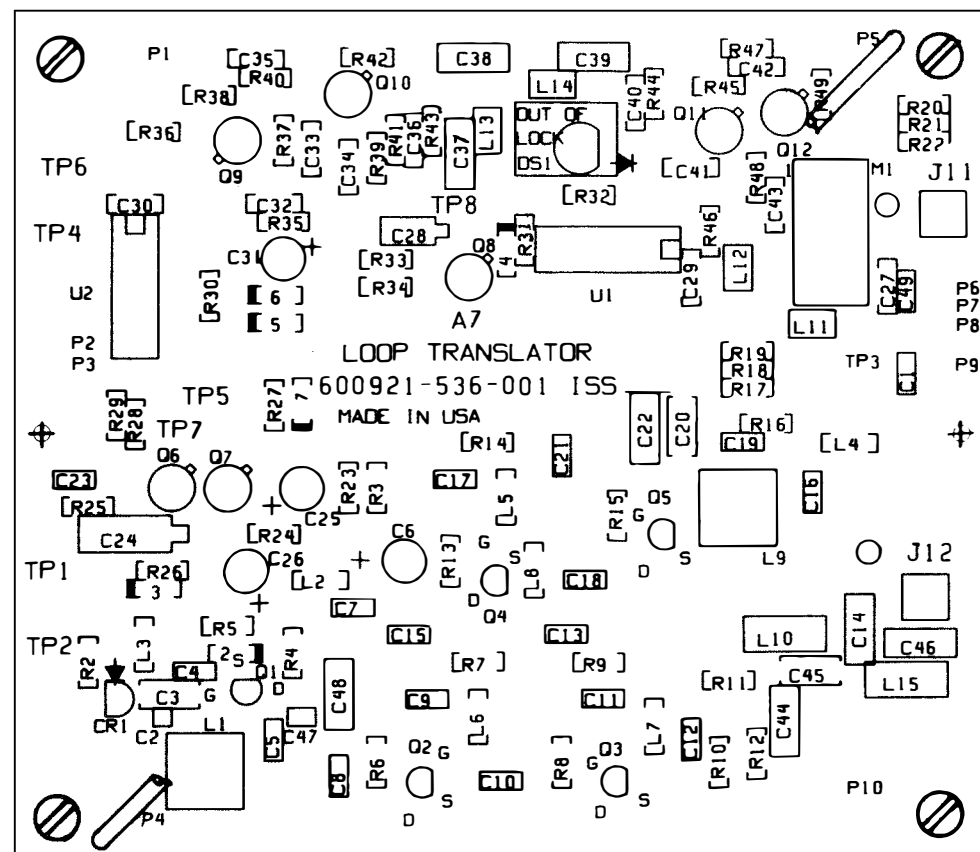 P1
C35
R42
C38
C39
R47
P5
R40
Q10
L14
C42
R38
C40
R44
R45
R49
R20
OUT OF
Q11
R21
R36
R37
C33
R41
C36
R43
C37
L13
LOCK
Q12
R22
TP6
Q9
C34
R39
DS1
C41
R48
1
M1
J11
C30
C32
TP8
R32
C43
TP4
R35
C28
Q8
R31
R46
C31
R33
4
L12
U2
R30
6
R34
U1
C29
C27
C49
P6
5
A7
L11
P7
P2
P8
P3
LOOP TRANSLATOR
R19
TP3
P9
R18
C1
TP5
R27
7
600921-536-001 ISS
R17
R29
R28
MADE IN USA
C22
C20
R16
TP7
R14
C21
C19
L4
Q6
Q7
C23
R23
R3
C17
L5
Q5
C16
R25
C25
R15
G
C24
R24
C6
G
S
L9
TP1
R26
C26
R13
S
D
J12
3
L2
D
L8
C18
Q4
C7
TP2
R5
C15
C13
L10
C14
R2
L3
2
S
R4
C46
C4
Q1
R7
R9
C3
G
D
R11
C45
L15
CR1
C48
C9
L6
C11
L7
C44
C2
L1
C5
C47
C12
Q2
G
Q3
R10
R12
C8
R6
R8
G
C10
S
S
P10
P4
D
D